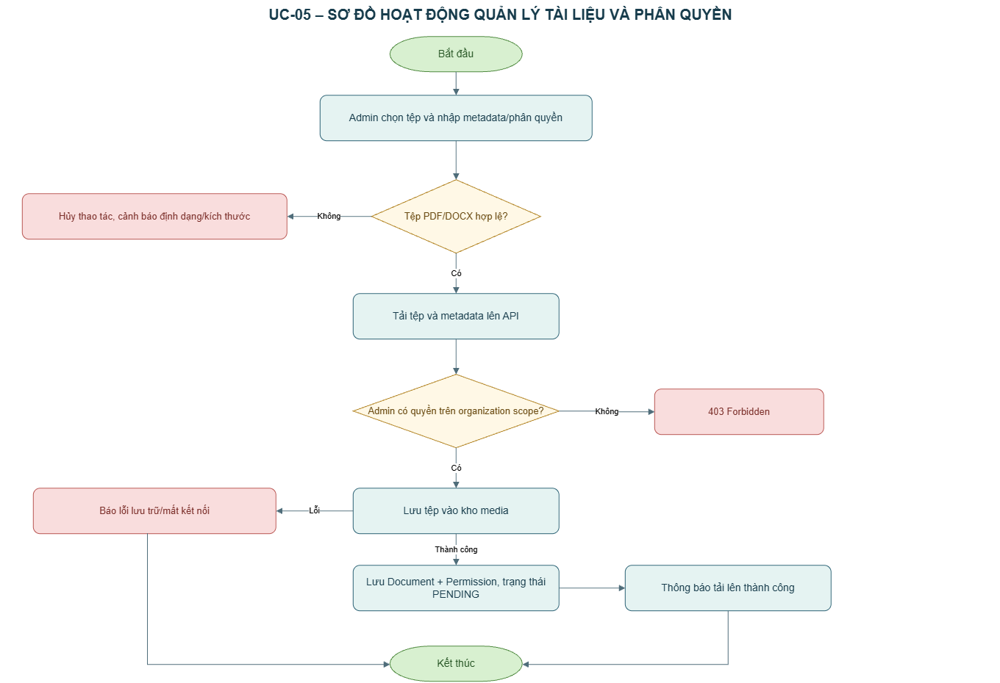 UC-05 – SƠ ĐỒ HOẠT ĐỘNG QUẢN LÝ TÀI LIỆU VÀ PHÂN QUYỀN
Bắt đầu
Admin chọn tệp và nhập metadata/phân quyền
Hủy thao tác, cảnh báo định dạng/kích thước
Không
Tệp PDF/DOCX hợp lệ?
Có
Tải tệp và metadata lên API
Admin có quyền trên organization scope?
Không
403 Forbidden
Có
Báo lỗi lưu trữ/mất kết nối
Lỗi
Lưu tệp vào kho media
Thành công
Lưu Document + Permission, trạng thái
PENDING
Thông báo tải lên thành công
Kết thúc